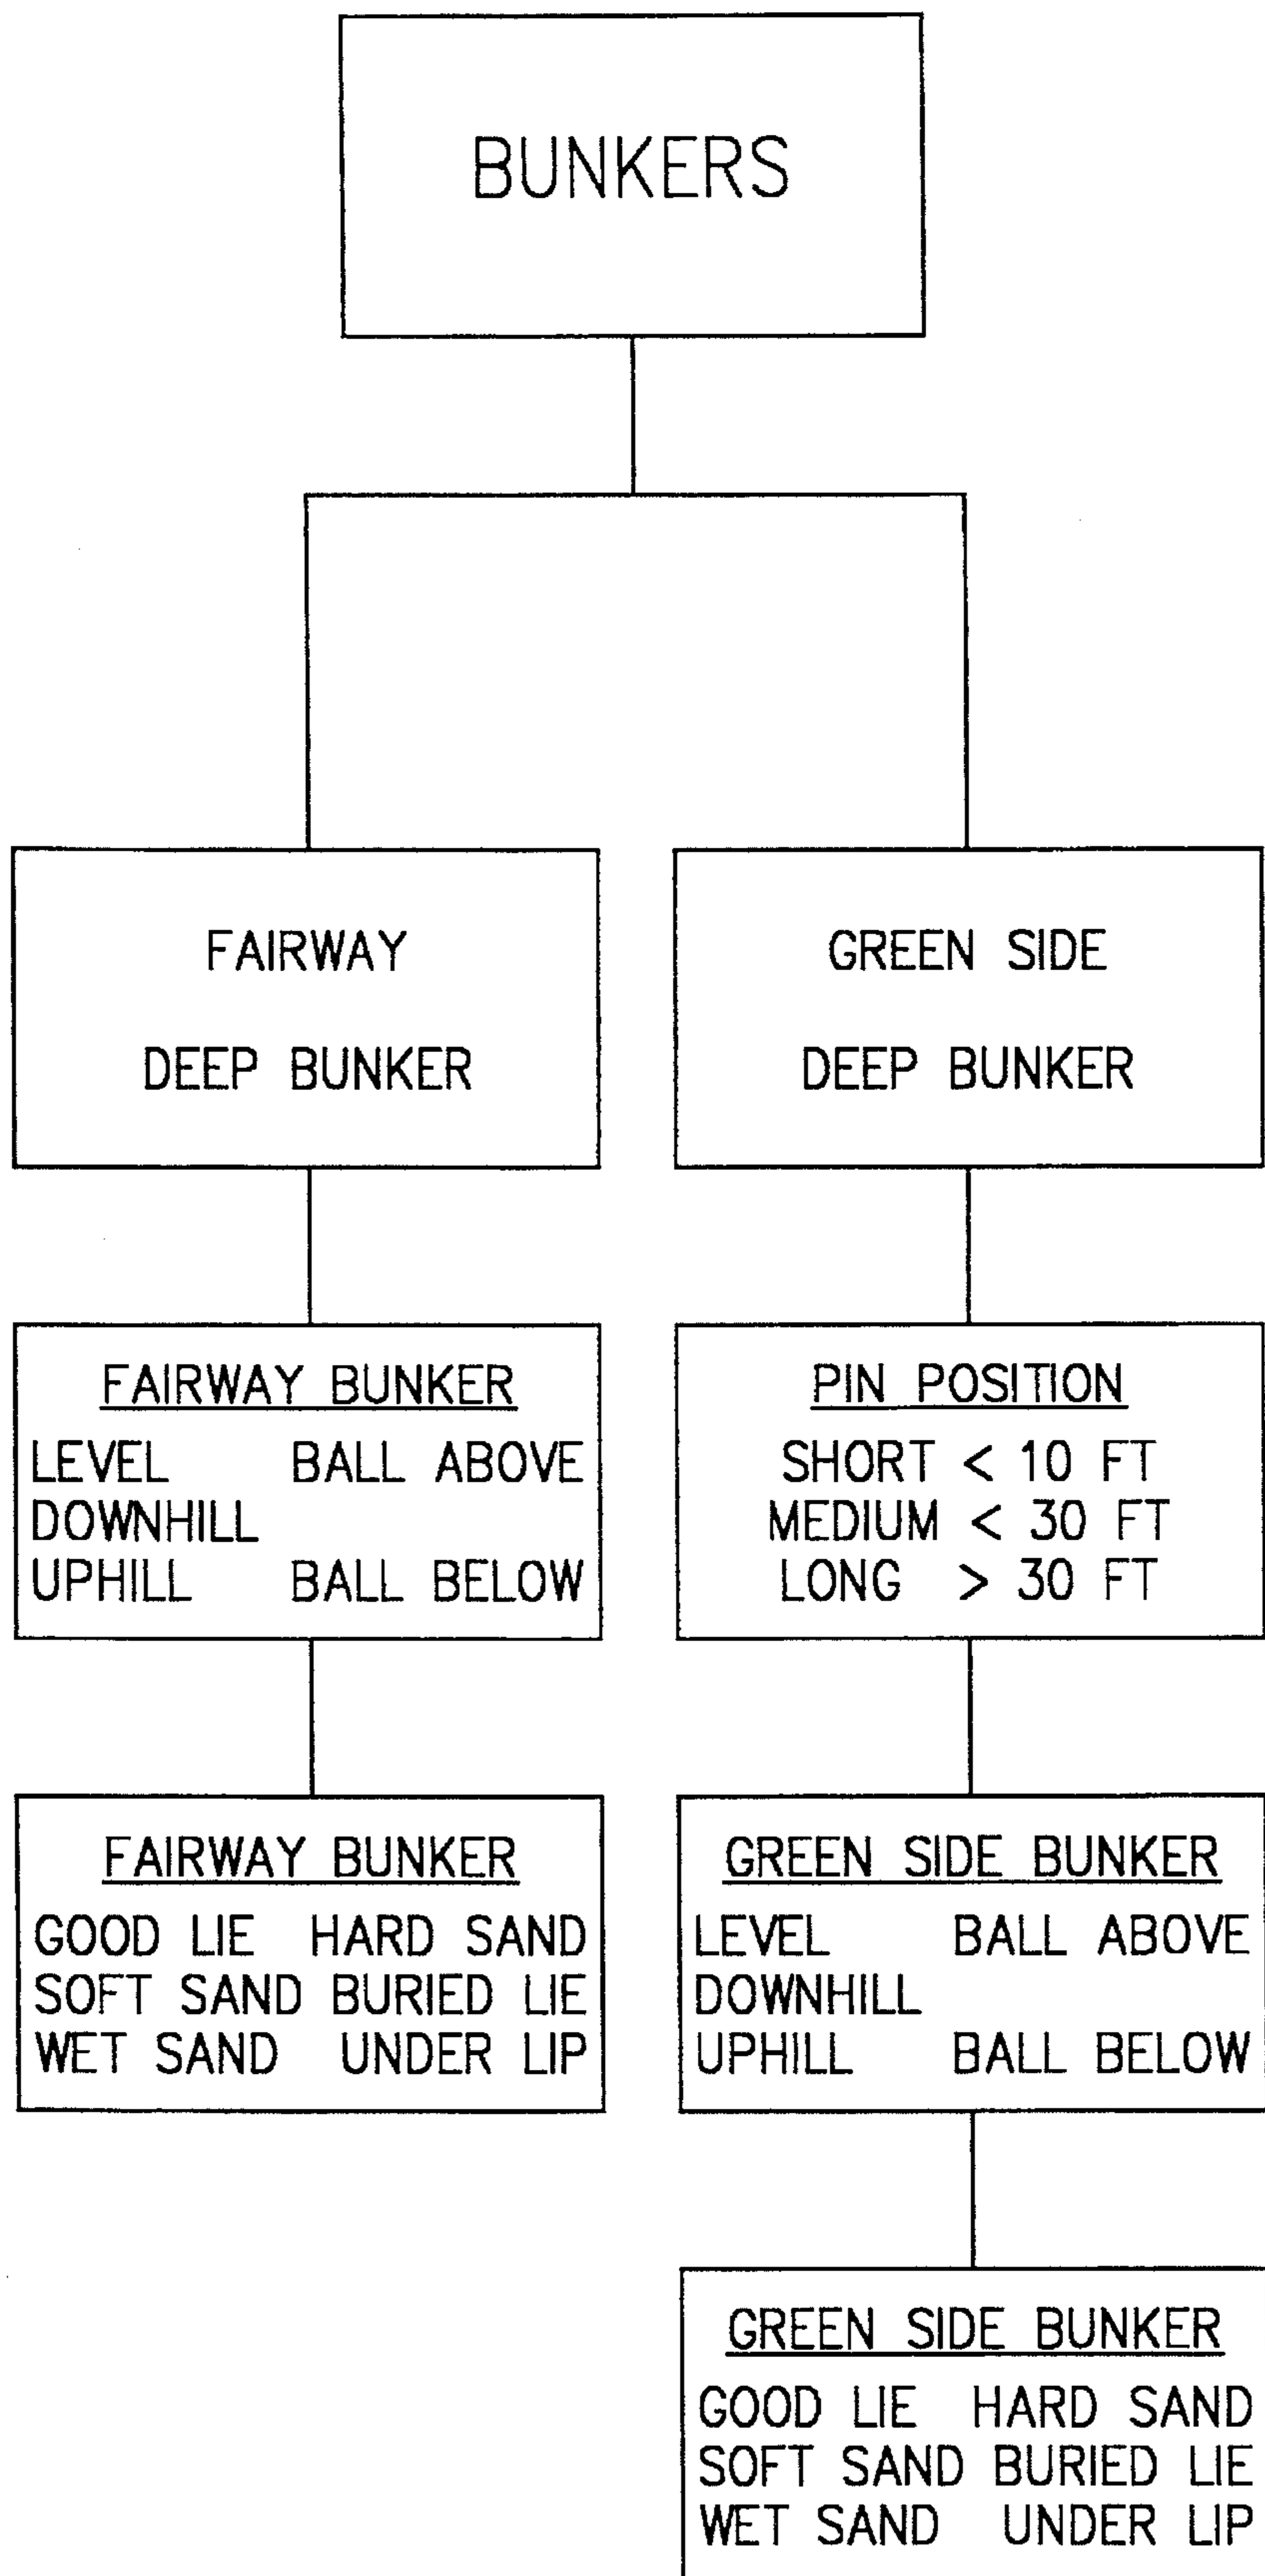 BUNKERS
FAIRWAY
DEEP BUNKER
GREEN SIDE
DEEP BUNKER
FAIRWAY BUNKER
LEVEL BALL ABOVE
DOWNHILL
UPHILL BALL BELOW
PIN POSITION
SHORT < 10 FT
MEDIUM < 30 FT
LONG > 30 FT
FAIRWAY BUNKER
GOOD LIE HARD SAND
SOFT SAND BURIED LIE
WET SAND UNDER LIP
GREEN SIDE BUNKER
LEVEL BALL ABOVE
DOWNHILL
UPHILL BALL BELOW
GREEN SIDE BUNKER
GOOD LIE HARD SAND
SOFT SAND BURIED LIE
WET SAND UNDER LIP